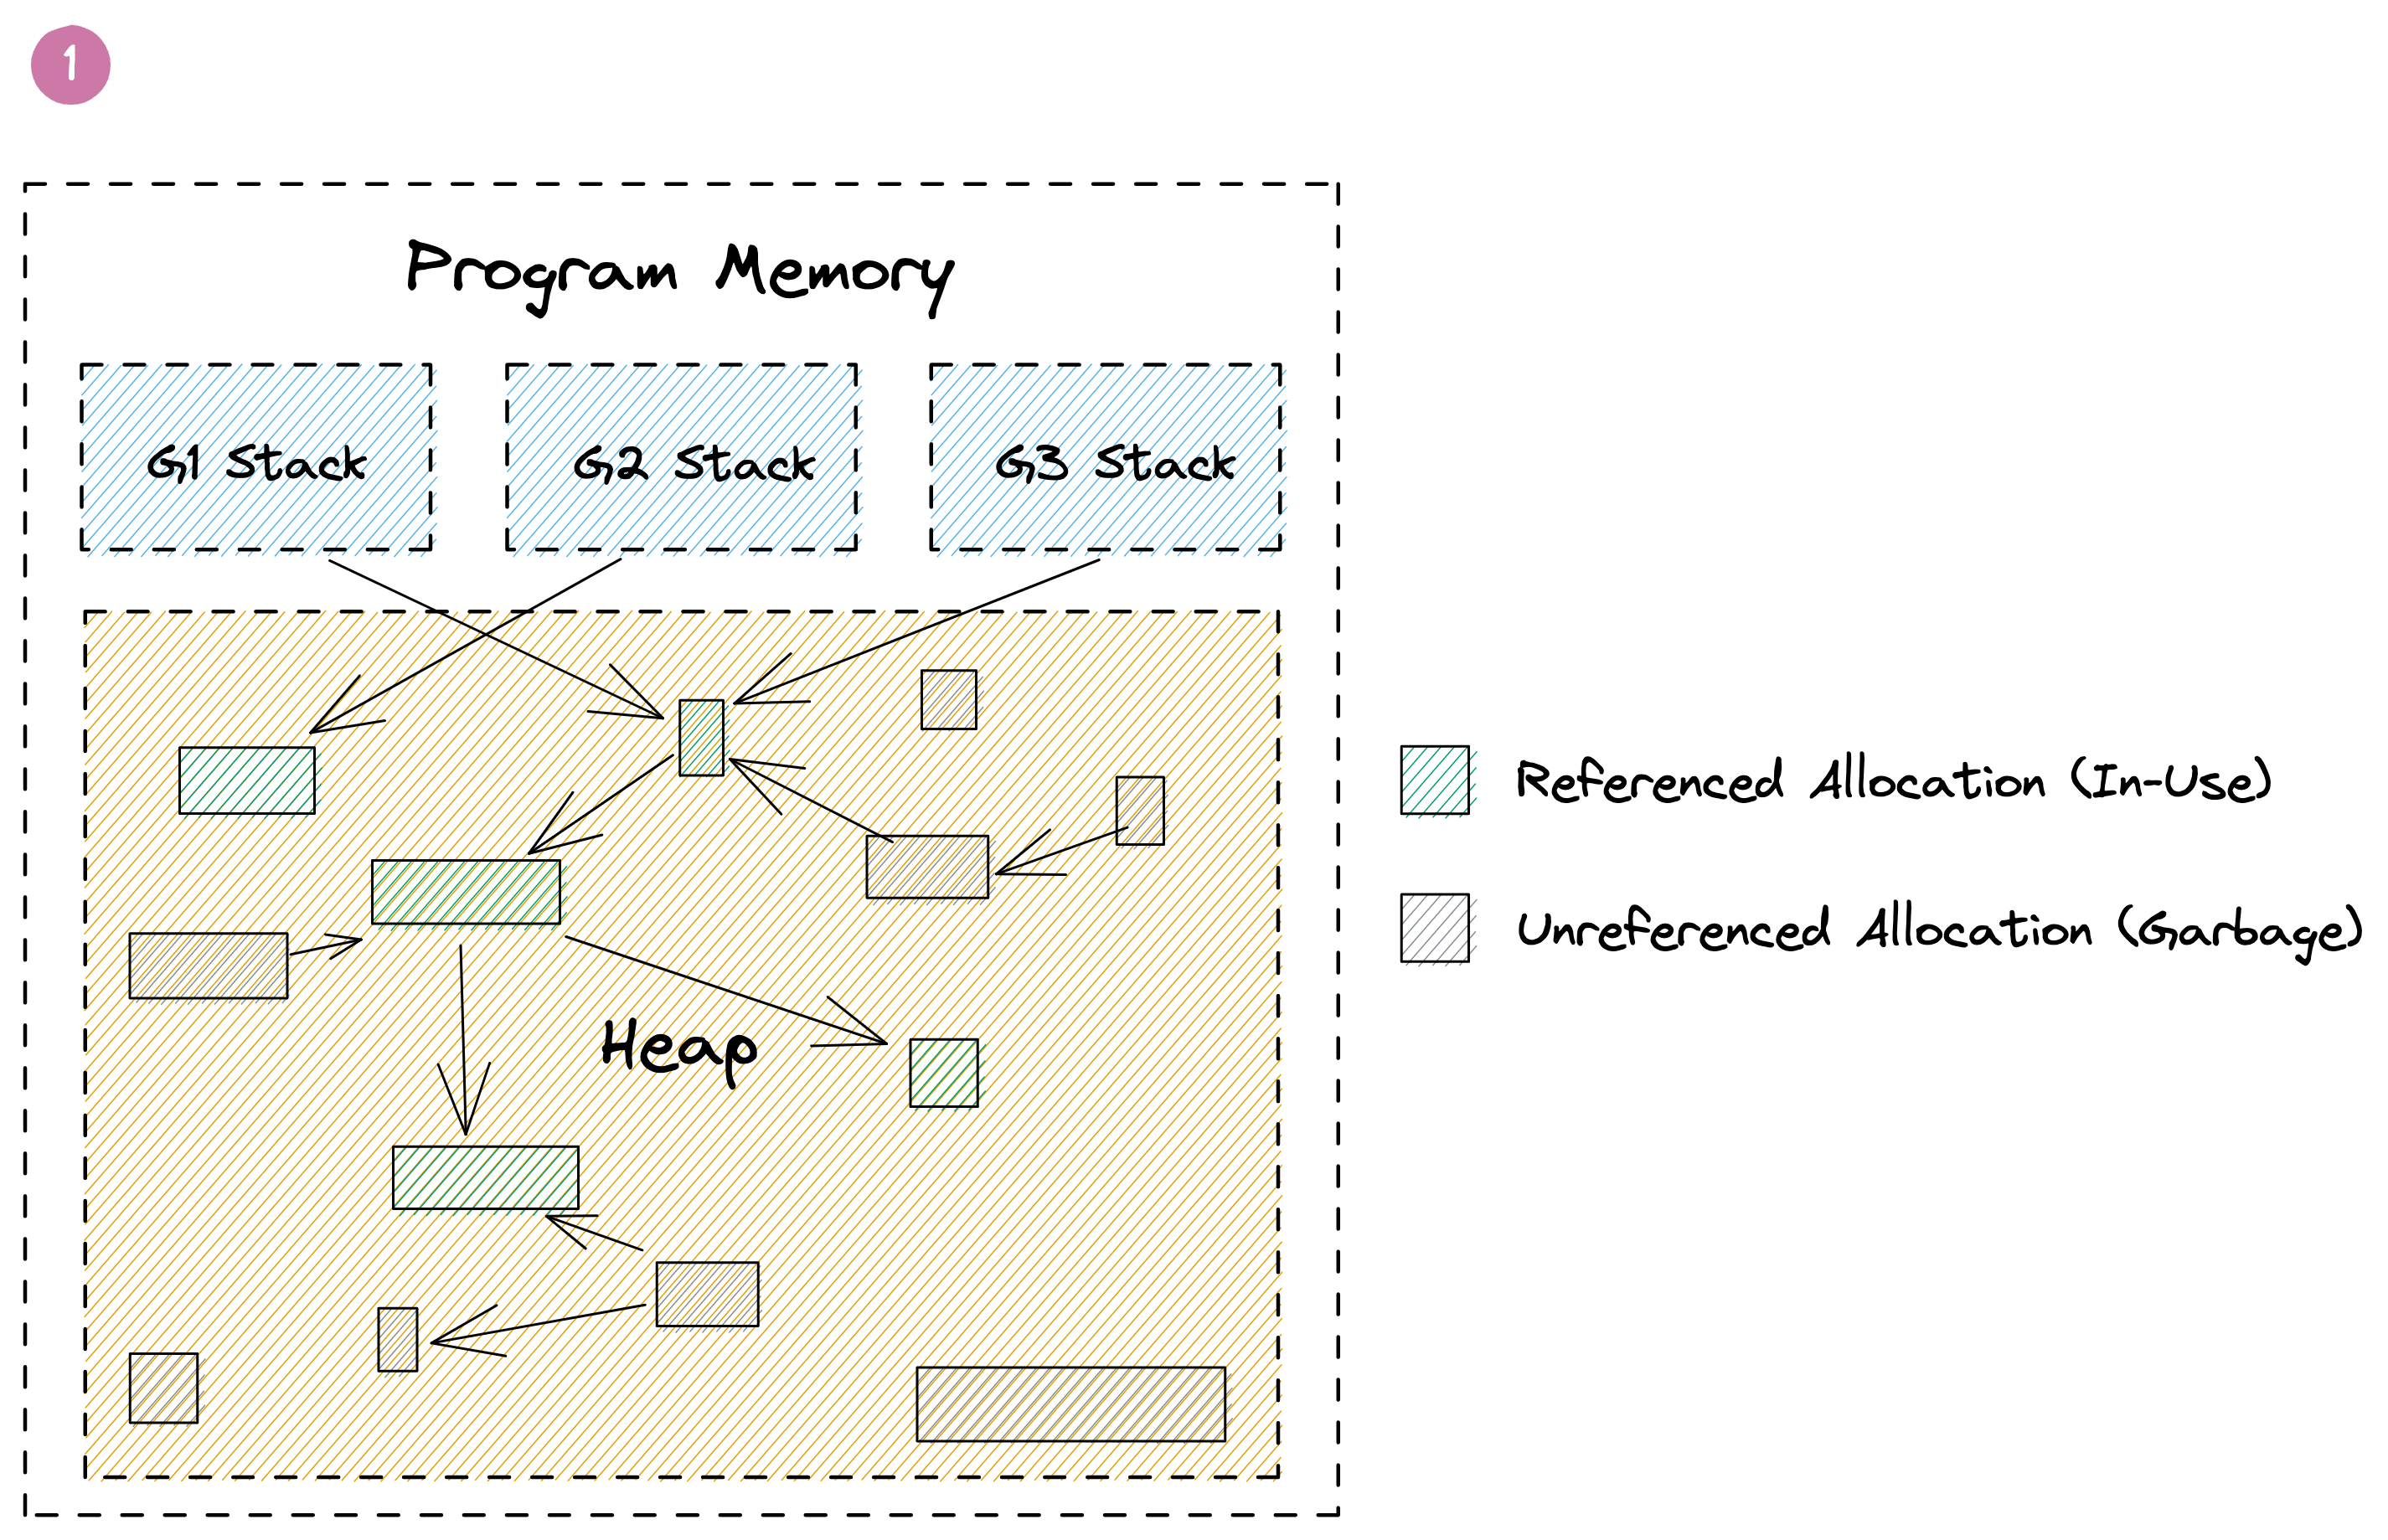 1
Program Memory
G1 Stack
G2 Stack
G3 Stack
Heap
Referenced Allocation (In-Use)
Unreferenced Allocation (Garbage)